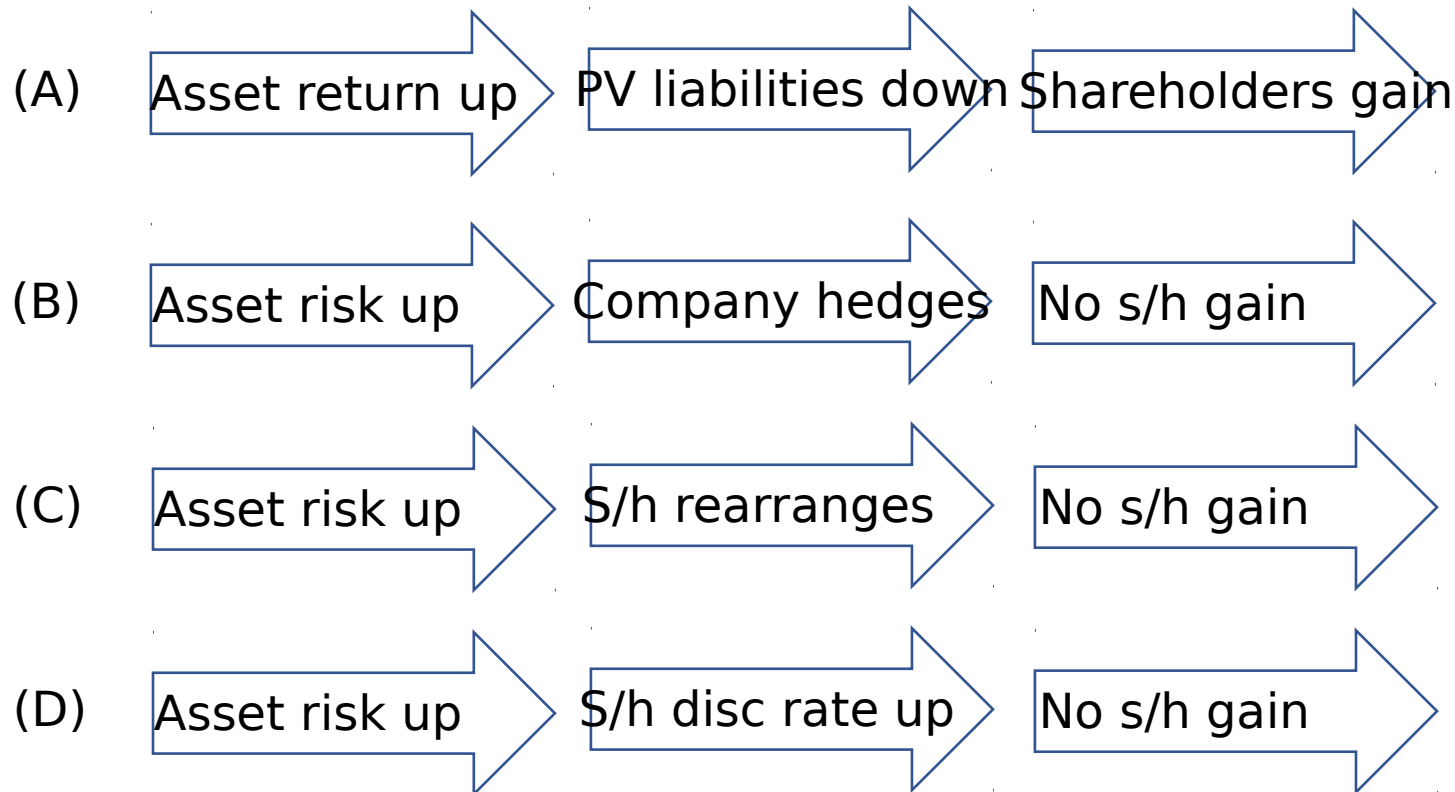 (A) Asset return up PV liabilities down Shareholders gain
(B) Asset risk up Company hedges No s/h gain
(C) Asset risk up S/h rearranges No s/h gain
(D) Asset risk up S/h disc rate up No s/h gain